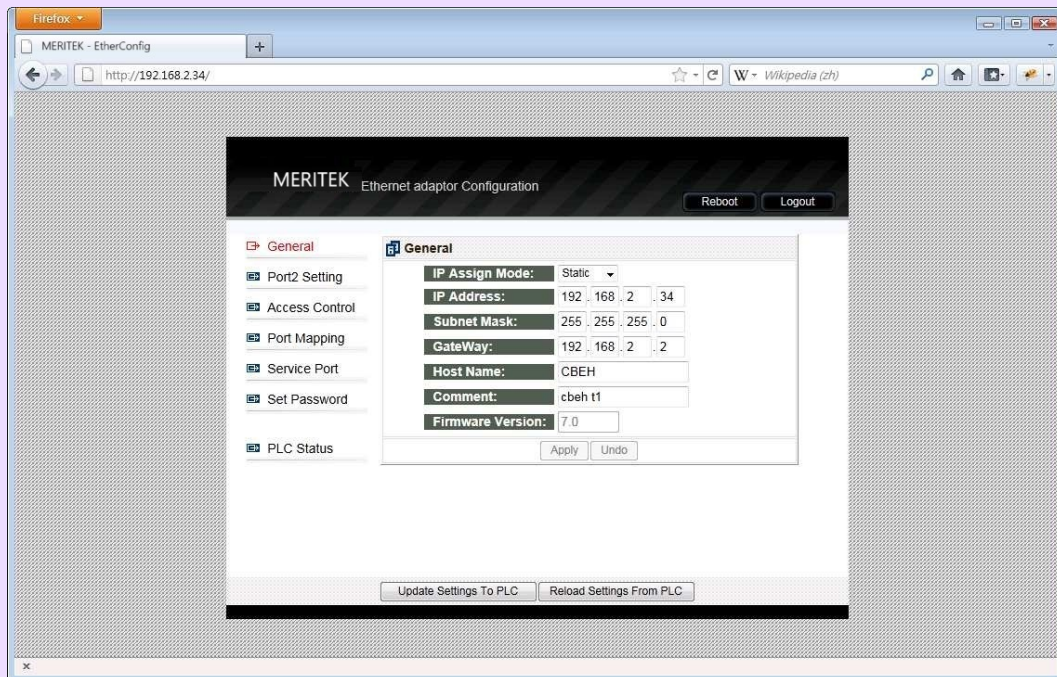 Firefox
MERITEK - EtherConfig
http://192.168.2.34/
W Wikipedia (zh)
MERITEK Ethernet adaptor Configuration
Reboot Logout
General
Port2 Setting
Access Control
Port Mapping
Service Port
Set Password
PLC Status
General
IP Assign Mode: Static
IP Address: 192 . 168 . 2 . 34
Subnet Mask: 255 . 255 . 255 . 0
GateWay: 192 . 168 . 2 . 2
Host Name: CBEH
Comment: cbeh t1
Firmware Version: 7.0
Apply Undo
Update Settings To PLC Reload Settings From PLC